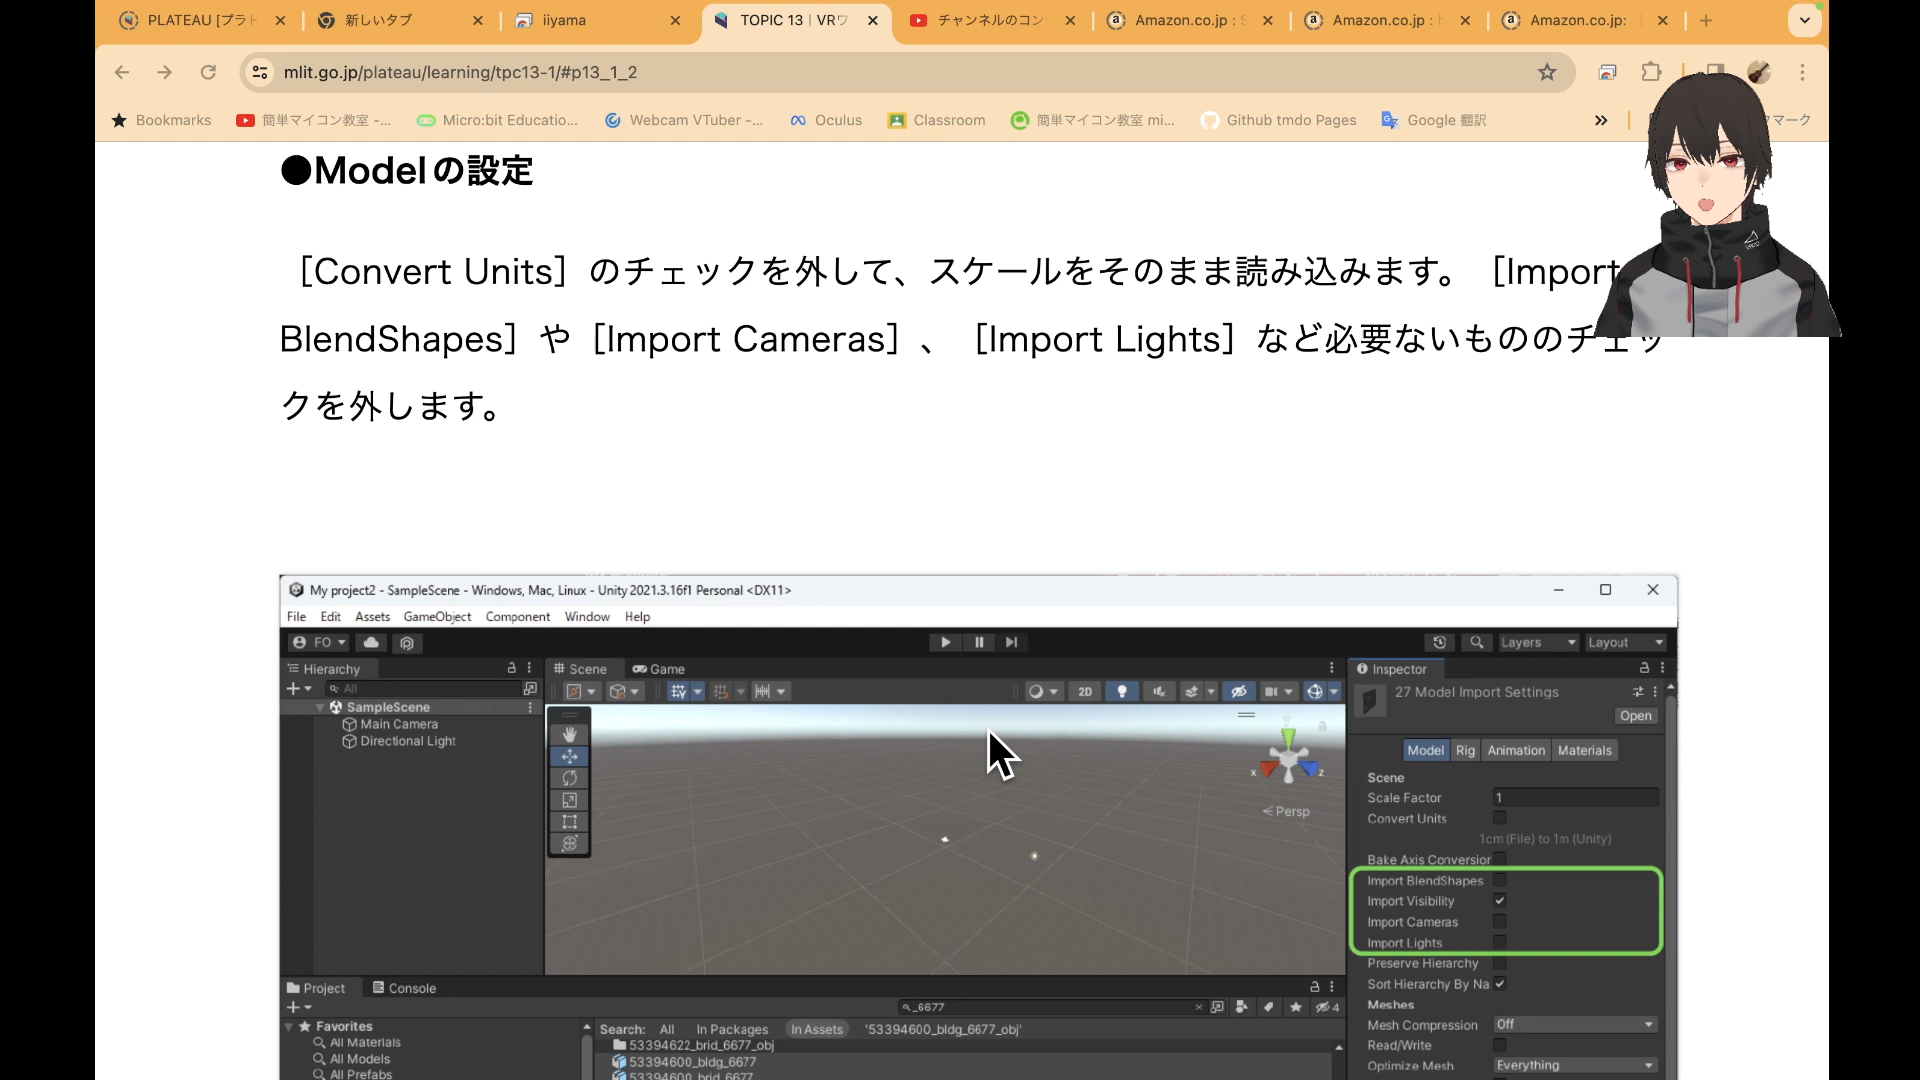 PLATEAU [プラト
新しいタブ
iiyama
TOPIC 13｜VRワ
チャンネルのコン
Amazon.co.jp : S
Amazon.co.jp : h
Amazon.co.jp:
mlit.go.jp/plateau/learning/tpc13-1/#p13_1_2
Bookmarks
簡単マイコン教室 -...
Micro:bit Educatio...
Webcam VTuber -...
Oculus
Classroom
簡単マイコン教室 mi...
Github tmdo Pages
Google 翻訳
マーク
●Modelの設定
［Convert Units］のチェックを外して、スケールをそのまま読み込みます。［Import
BlendShapes］や［Import Cameras］、［Import Lights］など必要ないもののチェッ
クを外します。
My project2 - SampleScene - Windows, Mac, Linux - Unity 2021.3.16f1 Personal <DX11>
File Edit Assets GameObject Component Window Help
FO
Layers
Layout
Hierarchy
All
SampleScene
Main Camera
Directional Light
Scene
Game
2D
y
x
z
Persp
Inspector
27 Model Import Settings
Open
Model Rig Animation Materials
Scene
Scale Factor 1
Convert Units
1cm (File) to 1m (Unity)
Bake Axis Conversion
Import BlendShapes
Import Visibility
Import Cameras
Import Lights
Preserve Hierarchy
Sort Hierarchy By Na
Meshes
Mesh Compression Off
Read/Write
Optimize Mesh Everything
Project
Console
_6677
4
Favorites
All Materials
All Models
All Prefabs
Search: All In Packages In Assets '53394600_bldg_6677_obj'
53394622_brid_6677_obj
53394600_bldg_6677
53394600_brid_6677